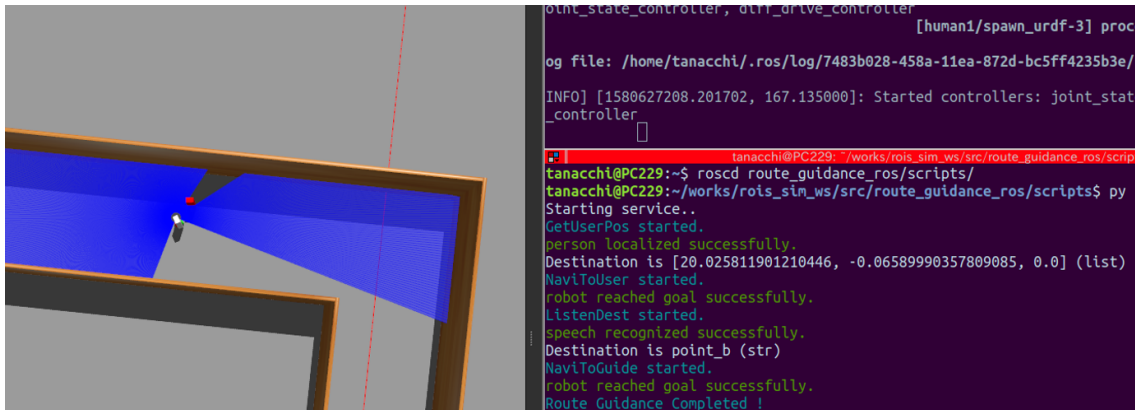 oint_state_controller, diff_drive_controller
[human1/spawn_urdf-3] proc
og file: /home/tanacchi/.ros/log/7483b028-458a-11ea-872d-bc5ff4235b3e/
INFO] [1580627208.201702, 167.135000]: Started controllers: joint_stat
_controller
tanacchi@PC229: ~/works/rois_sim_ws/src/route_guidance_ros/scrip
tanacchi@PC229:~$ roscd route_guidance_ros/scripts/
tanacchi@PC229:~/works/rois_sim_ws/src/route_guidance_ros/scripts$ py
Starting service..
GetUserPos started.
person localized successfully.
Destination is [20.025811901210446, -0.06589990357809085, 0.0] (list)
NaviToUser started.
robot reached goal successfully.
ListenDest started.
speech recognized successfully.
Destination is point_b (str)
NaviToGuide started.
robot reached goal successfully.
Route Guidance Completed !